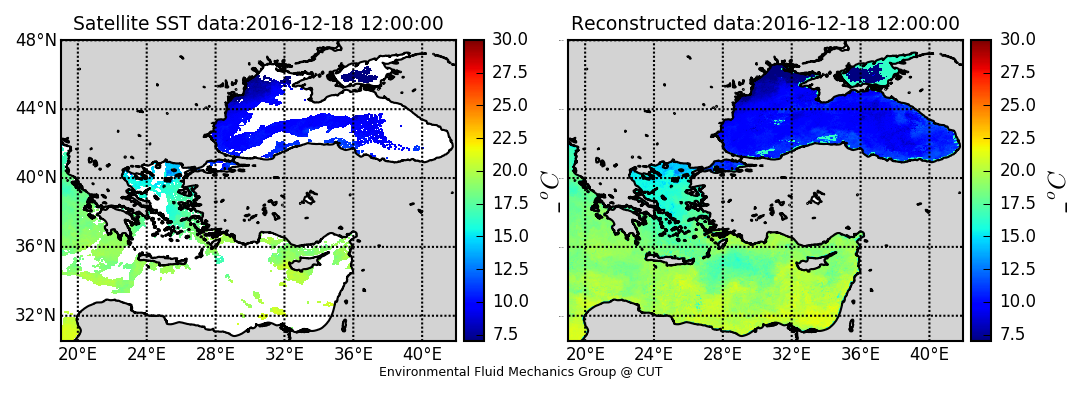 Satellite SST data:2016-12-18 12:00:00
48°N
44°N
40°N
36°N
32°N
20°E 24°E 28°E 32°E 36°E 40°E
30.0
27.5
25.0
22.5
20.0
17.5
15.0
12.5
10.0
7.5
_°C
Reconstructed data:2016-12-18 12:00:00
20°E 24°E 28°E 32°E 36°E 40°E
30.0
27.5
25.0
22.5
20.0
17.5
15.0
12.5
10.0
7.5
_°C
Environmental Fluid Mechanics Group @ CUT